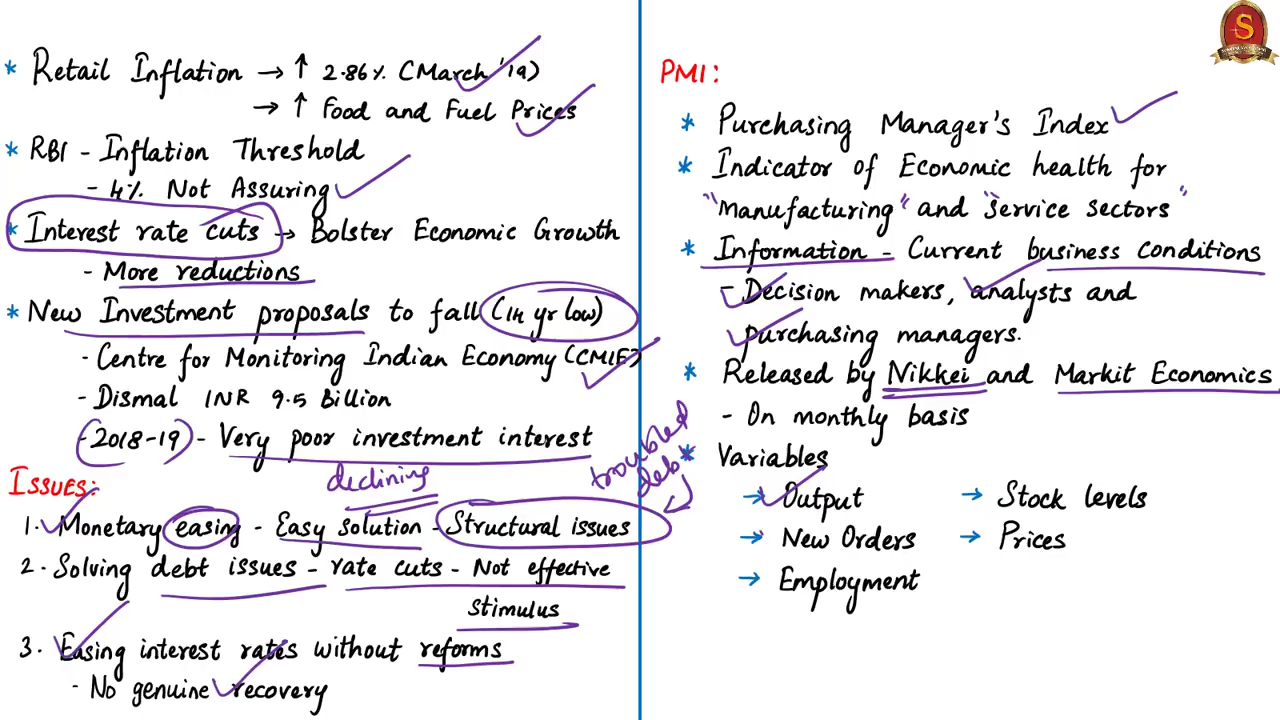 * Retail Inflation → ↑ 2.86% (March '19)
→ ↑ Food and Fuel Prices
* RBI - Inflation Threshold
- 4% Not Assuring
* Interest rate cuts → Bolster Economic Growth
- More reductions
* New Investment proposals to fall (14 yr low)
- Centre for Monitoring Indian Economy (CMIE)
- Dismal INR 9.5 Billion
- 2018-19 - Very poor investment interest
declining
troubled
debt
ISSUES:
1. Monetary easing - Easy solution - Structural issues
2. Solving debt issues - rate cuts - Not effective
stimulus
3. Easing interest rates without reforms
- No genuine recovery
PMI:
* Purchasing Manager's Index
* Indicator of Economic health for
"manufacturing" and "service sectors"
* Information - Current business conditions
- Decision makers, analysts and
purchasing managers.
* Released by Nikkei and Markit Economics
- On monthly basis
* Variables
→ Output → Stock levels
→ New Orders → Prices
→ Employment
S